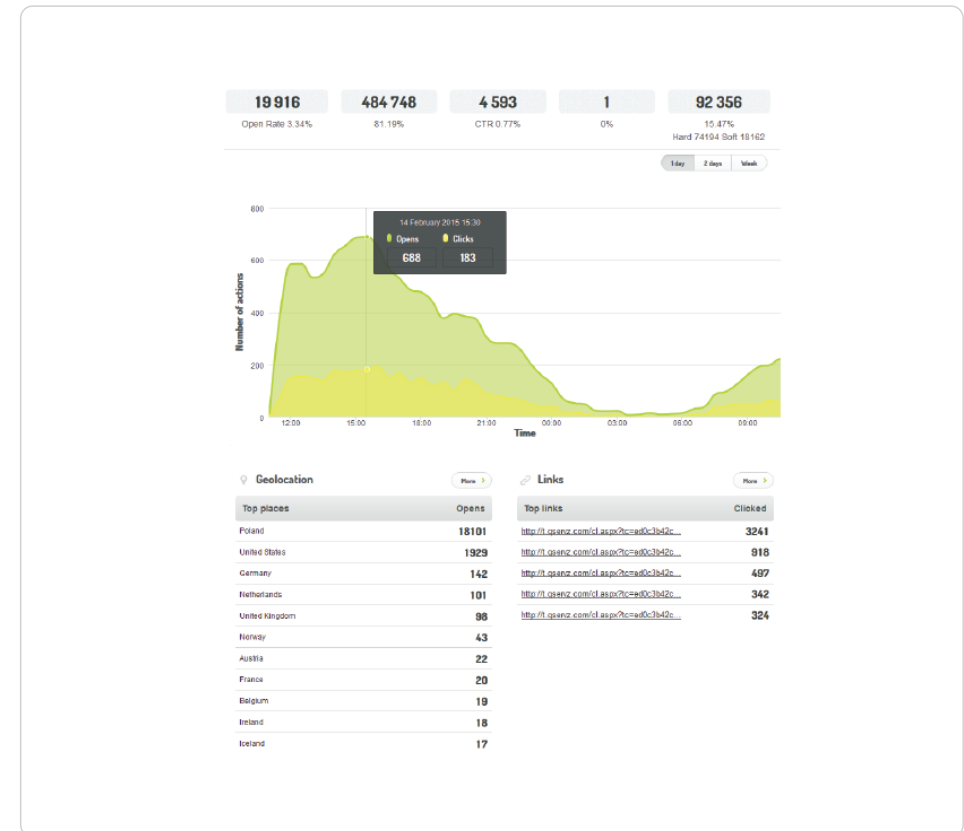 19 916 484 748 4 593 1 92 356
Open Rate 3.34% 81.19% CTR 0.77% 0% 15.47%
Hard 74194 Soft 18162
1 day 2 days Week
800
600
400
200
0
Number of actions
14 February 2015 15:30
Opens Clicks
688 183
12:00 15:00 18:00 21:00 00:00 03:00 06:00 09:00
Time
Geolocation More >
Top places Opens
Poland 18101
United States 1929
Germany 142
Netherlands 101
United Kingdom 98
Norway 43
Austria 22
France 20
Belgium 19
Ireland 18
Iceland 17
Links More >
Top links Clicked
http://t.qsenz.com/cl.aspx?tc=ed0c3b42c... 3241
http://t.qsenz.com/cl.aspx?tc=ed0c3b42c... 918
http://t.qsenz.com/cl.aspx?tc=ed0c3b42c... 497
http://t.qsenz.com/cl.aspx?tc=ed0c3b42c... 342
http://t.qsenz.com/cl.aspx?tc=ed0c3b42c... 324